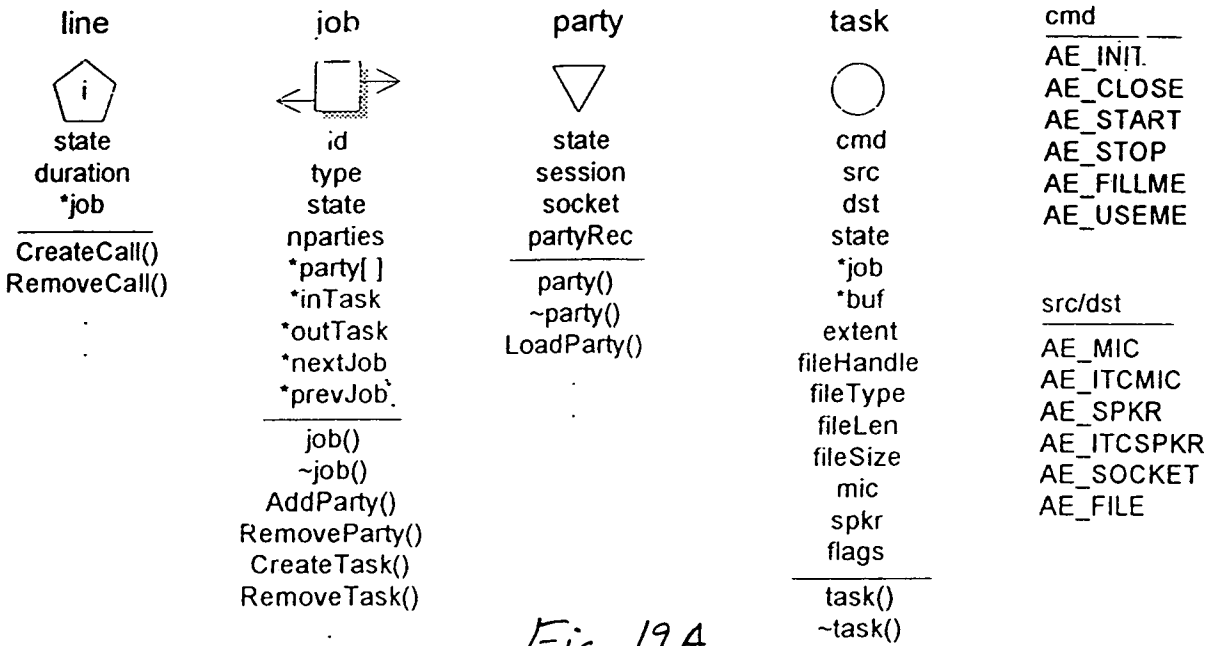 line
i
state
duration
*job
CreateCall()
RemoveCall()
job
id
type
state
nparties
*party[ ]
*inTask
*outTask
*nextJob
*prevJob
job()
~job()
AddParty()
RemoveParty()
CreateTask()
RemoveTask()
party
state
session
socket
partyRec
party()
~party()
LoadParty()
task
cmd
src
dst
state
*job
*buf
extent
fileHandle
fileType
fileLen
fileSize
mic
spkr
flags
task()
~task()
cmd
AE_INIT
AE_CLOSE
AE_START
AE_STOP
AE_FILLME
AE_USEME
src/dst
AE_MIC
AE_ITCMIC
AE_SPKR
AE_ITCSPKR
AE_SOCKET
AE_FILE
Fig. 19A